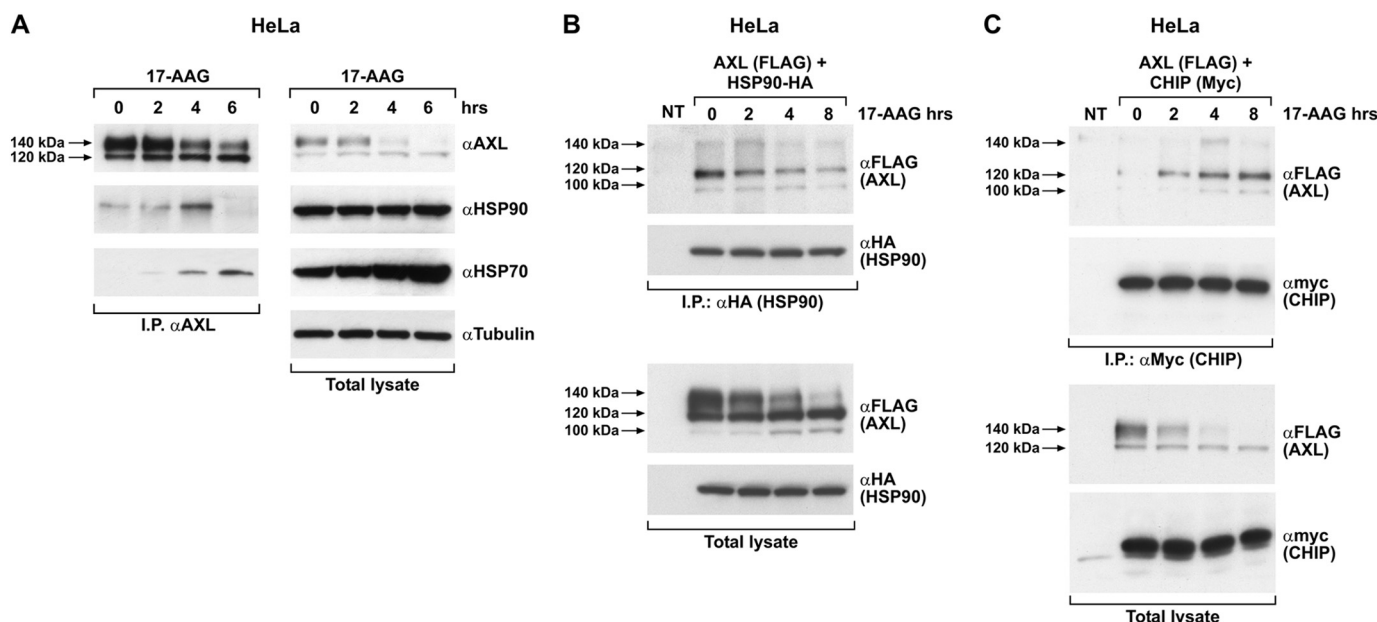 A
HeLa
17-AAG
17-AAG
0 2 4 6
0 2 4 6 hrs
140 kDa
120 kDa
αAXL
αHSP90
αHSP70
I.P. αAXL
αTubulin
Total lysate
B
HeLa
AXL (FLAG) +
HSP90-HA
NT 0 2 4 8 17-AAG hrs
140 kDa
120 kDa
100 kDa
αFLAG
(AXL)
αHA
(HSP90)
I.P.: αHA (HSP90)
140 kDa
120 kDa
100 kDa
αFLAG
(AXL)
αHA
(HSP90)
Total lysate
C
HeLa
AXL (FLAG) +
CHIP (Myc)
NT 0 2 4 8 17-AAG hrs
140 kDa
120 kDa
100 kDa
αFLAG
(AXL)
αmyc
(CHIP)
I.P.: αMyc (CHIP)
140 kDa
120 kDa
αFLAG
(AXL)
αmyc
(CHIP)
Total lysate